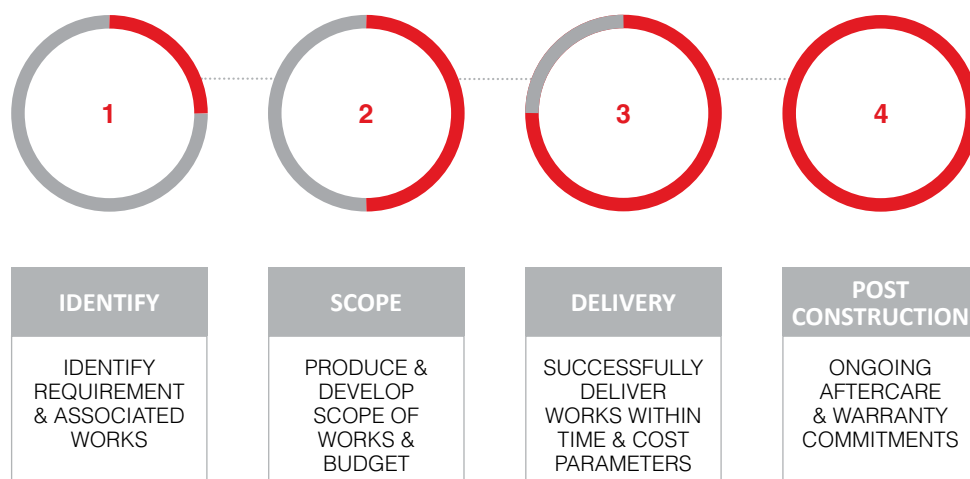 1
2
3
4
IDENTIFY
IDENTIFY
REQUIREMENT
& ASSOCIATED
WORKS
SCOPE
PRODUCE &
DEVELOP
SCOPE OF
WORKS &
BUDGET
DELIVERY
SUCCESSFULLY
DELIVER
WORKS WITHIN
TIME & COST
PARAMETERS
POST
CONSTRUCTION
ONGOING
AFTERCARE
& WARRANTY
COMMITMENTS